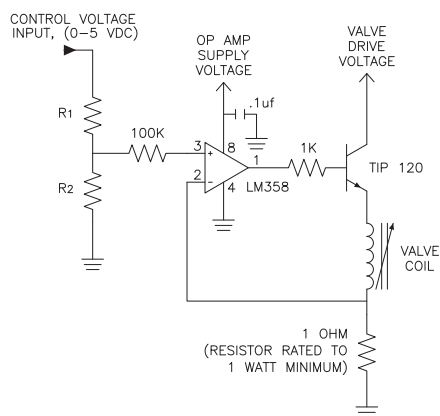 CONTROL VOLTAGE
INPUT, (0–5 VDC)
OP AMP
SUPPLY
VOLTAGE
VALVE
DRIVE
VOLTAGE
R1
.1uf
100K
3
+
8
1
1K
TIP 120
2
-
4
LM358
R2
VALVE
COIL
1 OHM
(RESISTOR RATED TO
1 WATT MINIMUM)